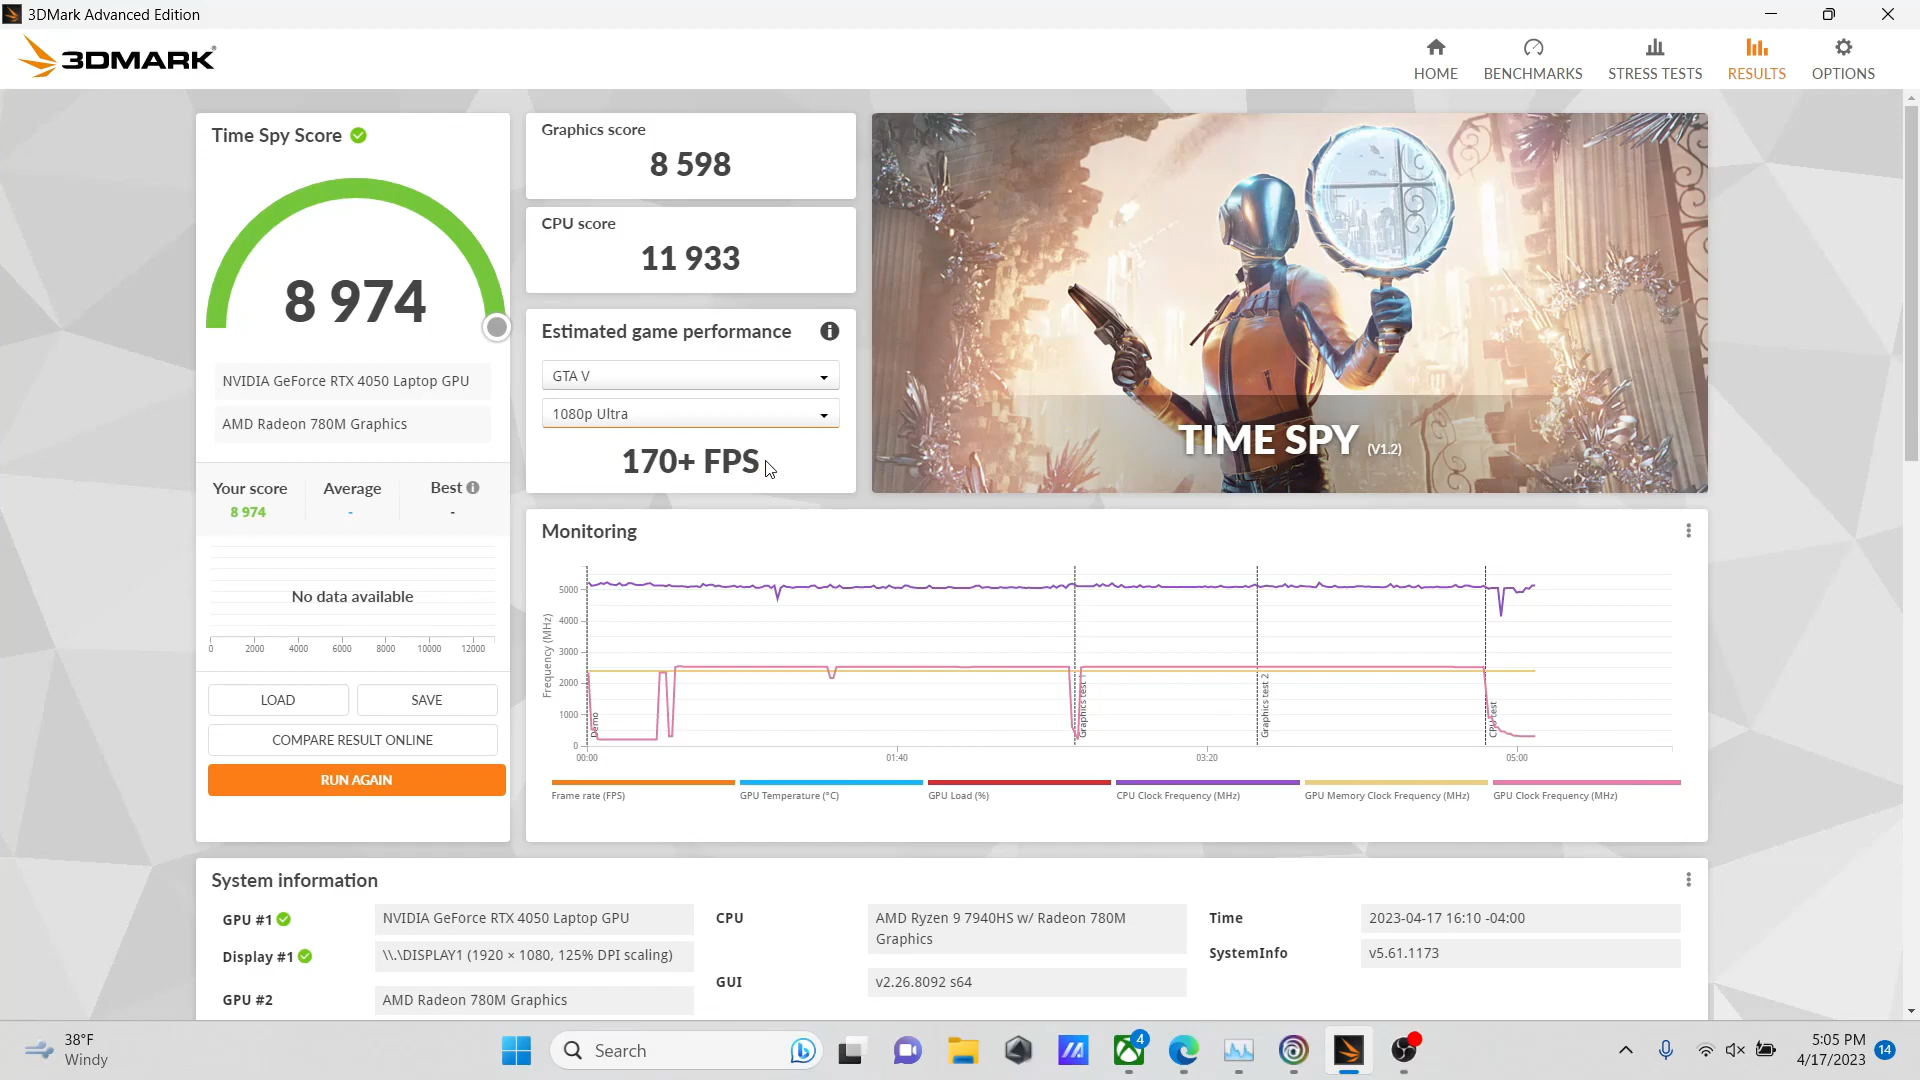 3DMark Advanced Edition
3DMARK
HOME
BENCHMARKS
STRESS TESTS
RESULTS
OPTIONS
Time Spy Score
8 974
NVIDIA GeForce RTX 4050 Laptop GPU
AMD Radeon 780M Graphics
Your score
8 974
Average
-
Best
-
No data available
0 2000 4000 6000 8000 10000 12000
LOAD
SAVE
COMPARE RESULT ONLINE
RUN AGAIN
Graphics score
8 598
CPU score
11 933
Estimated game performance
GTA V
1080p Ultra
170+ FPS
TIME SPY (V1.2)
Monitoring
Frequency (MHz)
5000
4000
3000
2000
1000
0
Demo
Graphics test 1
Graphics test 2
CPU test
00:00 01:40 03:20 05:00
Frame rate (FPS)
GPU Temperature (°C)
GPU Load (%)
CPU Clock Frequency (MHz)
GPU Memory Clock Frequency (MHz)
GPU Clock Frequency (MHz)
System information
GPU #1
NVIDIA GeForce RTX 4050 Laptop GPU
Display #1
\\.\DISPLAY1 (1920 × 1080, 125% DPI scaling)
GPU #2
AMD Radeon 780M Graphics
CPU
AMD Ryzen 9 7940HS w/ Radeon 780M
Graphics
GUI
v2.26.8092 s64
Time
2023-04-17 16:10 -04:00
SystemInfo
v5.61.1173
38°F
Windy
Search
4
5:05 PM
4/17/2023
14